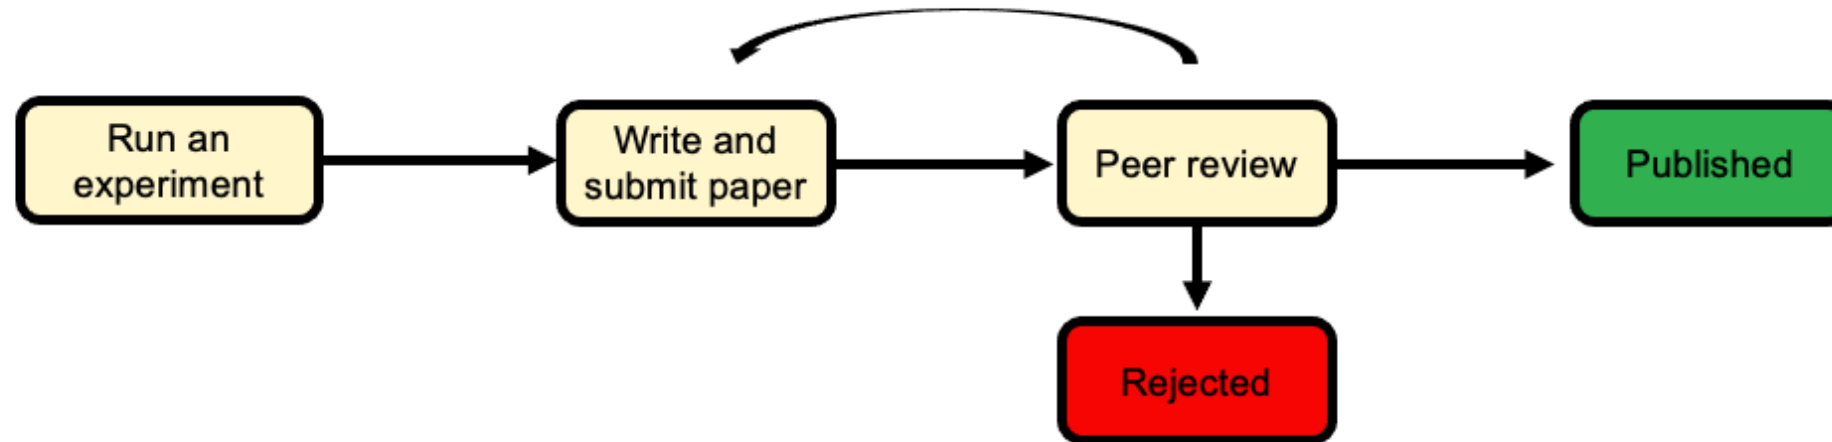 Run an
experiment
Write and
submit paper
Peer review
Published
Rejected